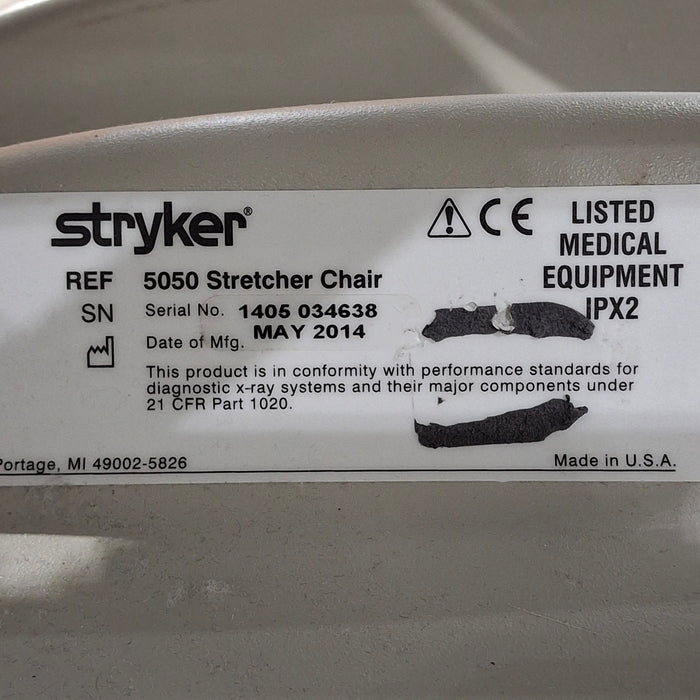 stryker®
CE
LISTED
MEDICAL
EQUIPMENT
IPX2
REF 5050 Stretcher Chair
SN Serial No. 1405 034638
Date of Mfg. MAY 2014
This product is in conformity with performance standards for
diagnostic x-ray systems and their major components under
21 CFR Part 1020.
Portage, MI 49002-5826
Made in U.S.A.